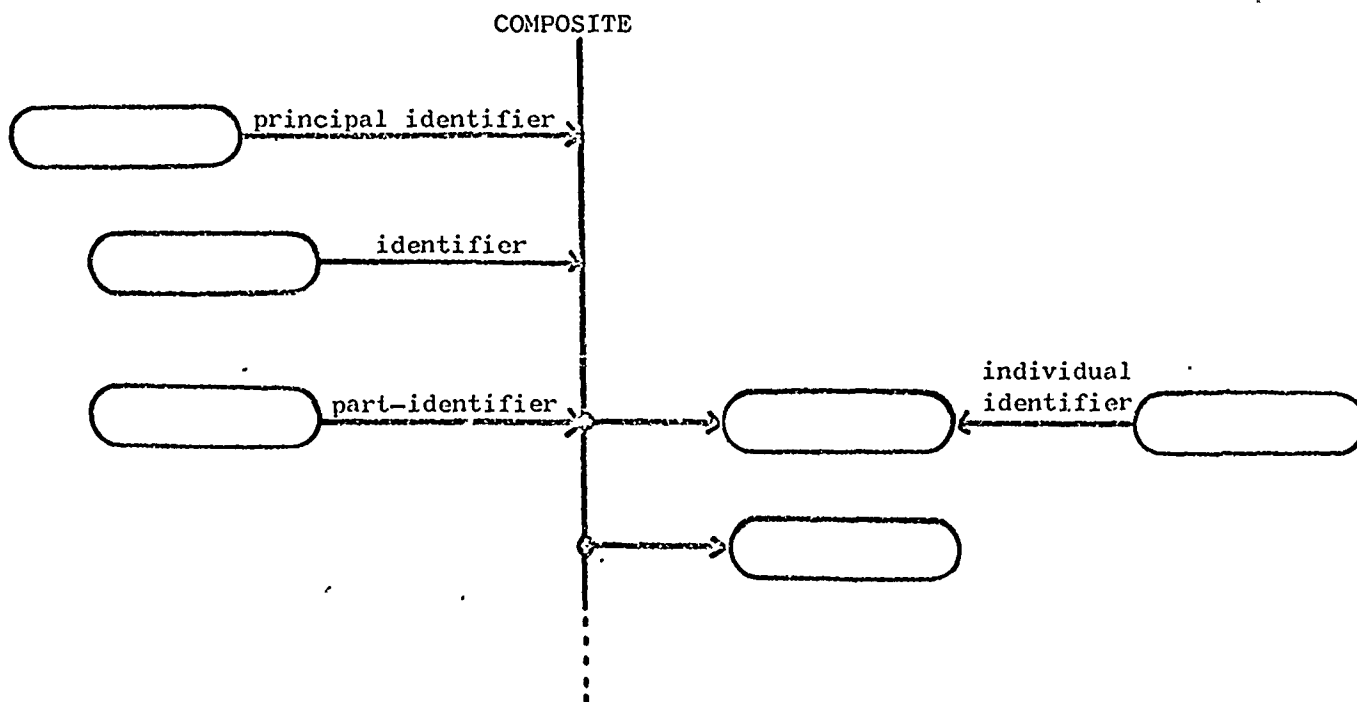 COMPOSITE
principal identifier
identifier
part-identifier
individual
identifier